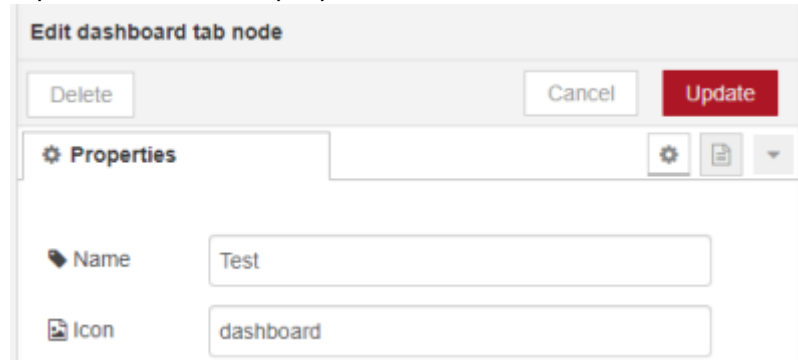 Edit dashboard tab node
Delete Cancel Update
Properties
Name Test
Icon dashboard